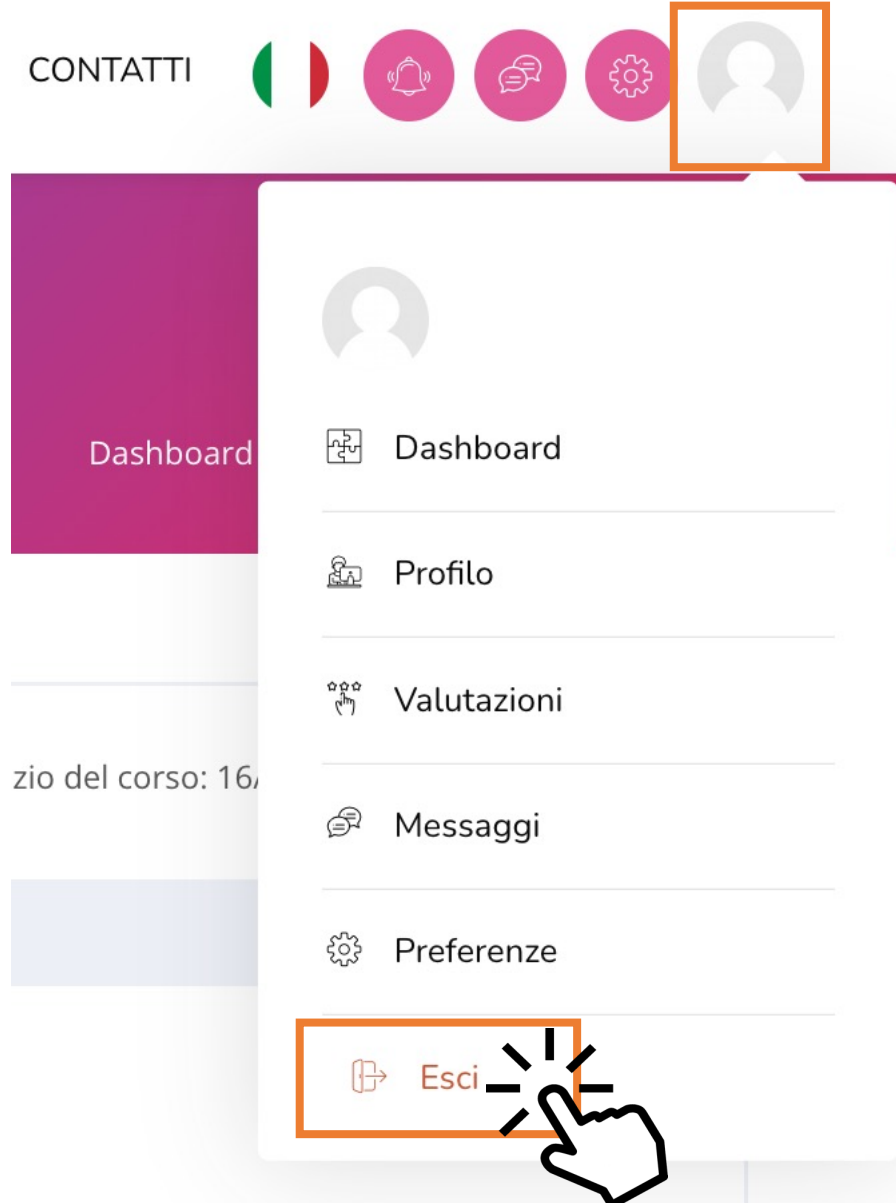 CONTATTI
Dashboard
Dashboard
Profilo
Valutazioni
zio del corso: 16/
Messaggi
Preferenze
Esci